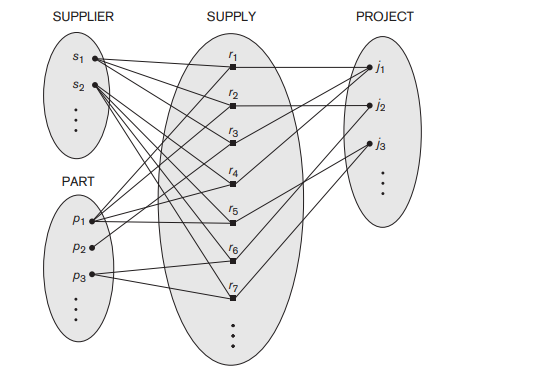 SUPPLIER
s1
s2
PART
p1
p2
p3
SUPPLY
r1
r2
r3
r4
r5
r6
r7
PROJECT
j1
j2
j3